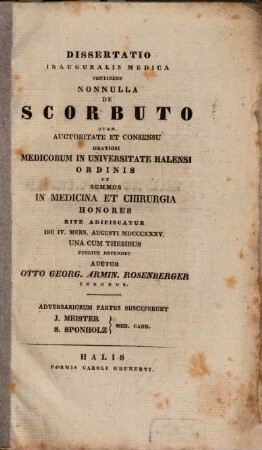 DISSERTATIO
INAUGURALIS MEDICA
CONTINENS
NONNULLA
DE
SCORBUTO
QUAM
AUCTORITATE ET CONSENSU
GRATIOSI
MEDICORUM IN UNIVERSITATE HALENSI
ORDINIS
UT
SUMMOS
IN MEDICINA ET CHIRURGIA
HONORES
RITE ADIPISCATUR
DIE IV. MENS. AUGUSTI MDCCCXXXV.
UNA CUM THESIBUS
PUBLICE DEFENDET
AUCTOR
OTTO GEORG. ARMIN. ROSENBERGER
CURONUS.
ADVERSARIORUM PARTES SUSCEPERUNT
J. MEISTER
S. SPONHOLZ } MED. CAND.
HALIS
FORMIS CAROLI GRUNERTI.